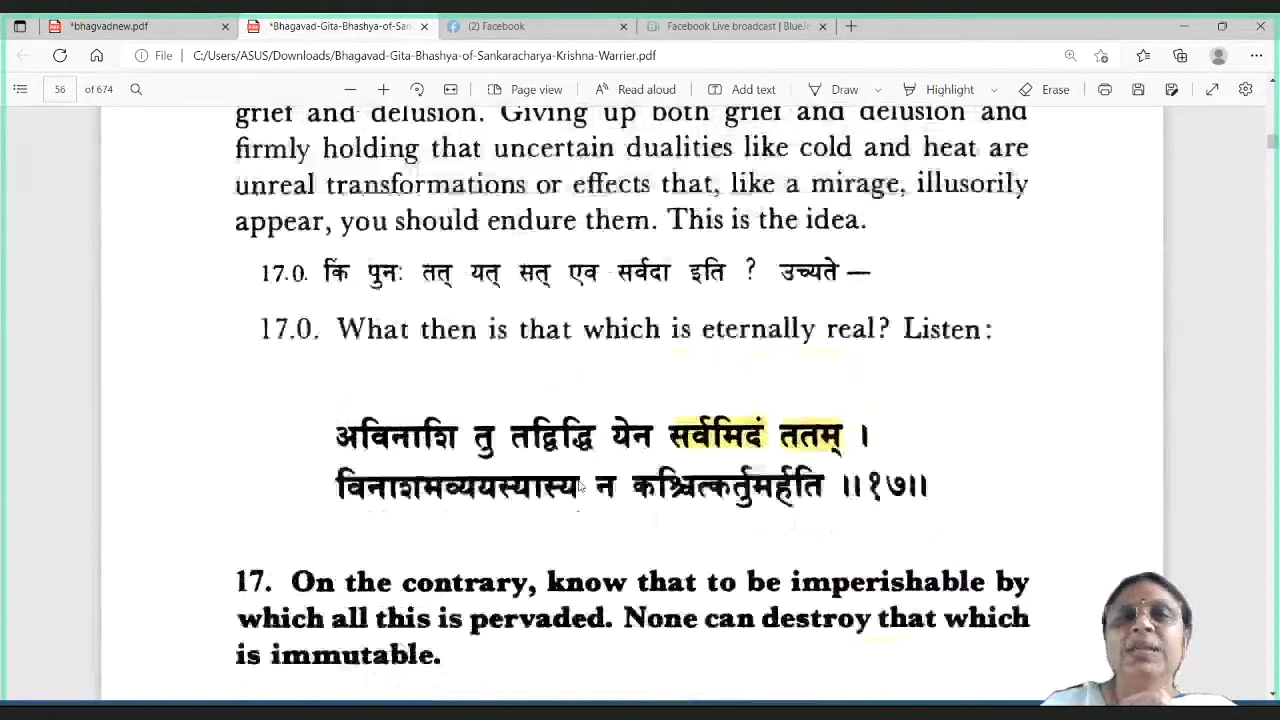 *bhagvadnew.pdf
*Bhagavad-Gita-Bhashya-of-San
(2) Facebook
Facebook Live broadcast | BlueJe
File C:/Users/ASUS/Downloads/Bhagavad-Gita-Bhashya-of-Sankaracharya-Krishna-Warrier.pdf
56 of 674 Page view Read aloud Add text Draw Highlight Erase
grief and delusion. Giving up both grief and delusion and
firmly holding that uncertain dualities like cold and heat are
unreal transformations or effects that, like a mirage, illusorily
appear, you should endure them. This is the idea.
17.0. किं पुनः तत् यत् सत् एव सर्वदा इति ? उच्यते —
17.0. What then is that which is eternally real? Listen:
अविनाशि तु तद्विद्धि येन सर्वमिदं ततम् ।
विनाशमव्ययस्यास्य न कश्चित्कर्तुमर्हति ॥१७॥
17. On the contrary, know that to be imperishable by
which all this is pervaded. None can destroy that which
is immutable.